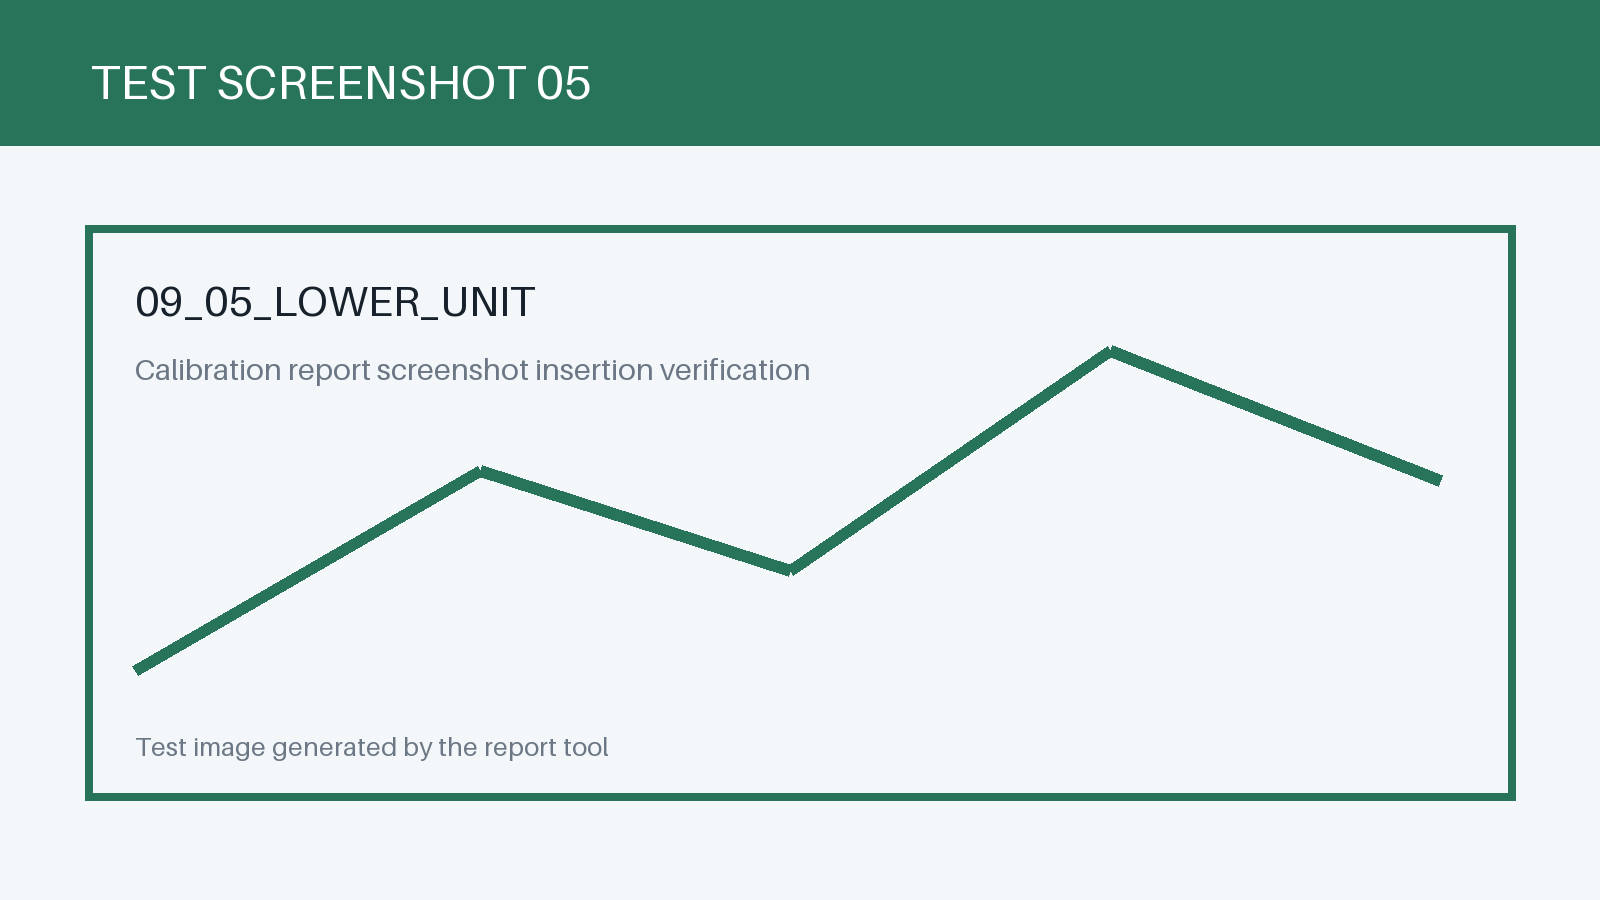 TEST SCREENSHOT 05
09_05_LOWER_UNIT
Calibration report screenshot insertion verification
Test image generated by the report tool